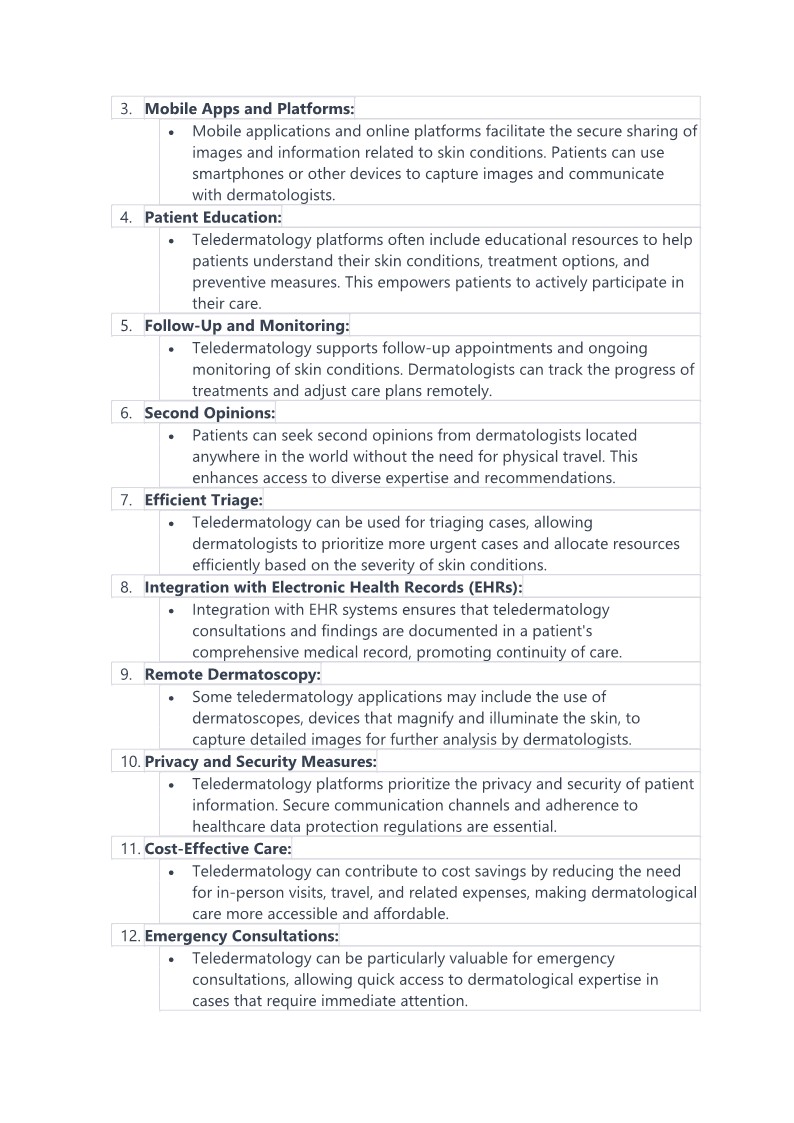 3. Mobile Apps and Platforms:
• Mobile applications and online platforms facilitate the secure sharing of
images and information related to skin conditions. Patients can use
smartphones or other devices to capture images and communicate
with dermatologists.
4. Patient Education:
• Teledermatology platforms often include educational resources to help
patients understand their skin conditions, treatment options, and
preventive measures. This empowers patients to actively participate in
their care.
5. Follow-Up and Monitoring:
• Teledermatology supports follow-up appointments and ongoing
monitoring of skin conditions. Dermatologists can track the progress of
treatments and adjust care plans remotely.
6. Second Opinions:
• Patients can seek second opinions from dermatologists located
anywhere in the world without the need for physical travel. This
enhances access to diverse expertise and recommendations.
7. Efficient Triage:
• Teledermatology can be used for triaging cases, allowing
dermatologists to prioritize more urgent cases and allocate resources
efficiently based on the severity of skin conditions.
8. Integration with Electronic Health Records (EHRs):
• Integration with EHR systems ensures that teledermatology
consultations and findings are documented in a patient's
comprehensive medical record, promoting continuity of care.
9. Remote Dermatoscopy:
• Some teledermatology applications may include the use of
dermatoscopes, devices that magnify and illuminate the skin, to
capture detailed images for further analysis by dermatologists.
10. Privacy and Security Measures:
• Teledermatology platforms prioritize the privacy and security of patient
information. Secure communication channels and adherence to
healthcare data protection regulations are essential.
11. Cost-Effective Care:
• Teledermatology can contribute to cost savings by reducing the need
for in-person visits, travel, and related expenses, making dermatological
care more accessible and affordable.
12. Emergency Consultations:
• Teledermatology can be particularly valuable for emergency
consultations, allowing quick access to dermatological expertise in
cases that require immediate attention.